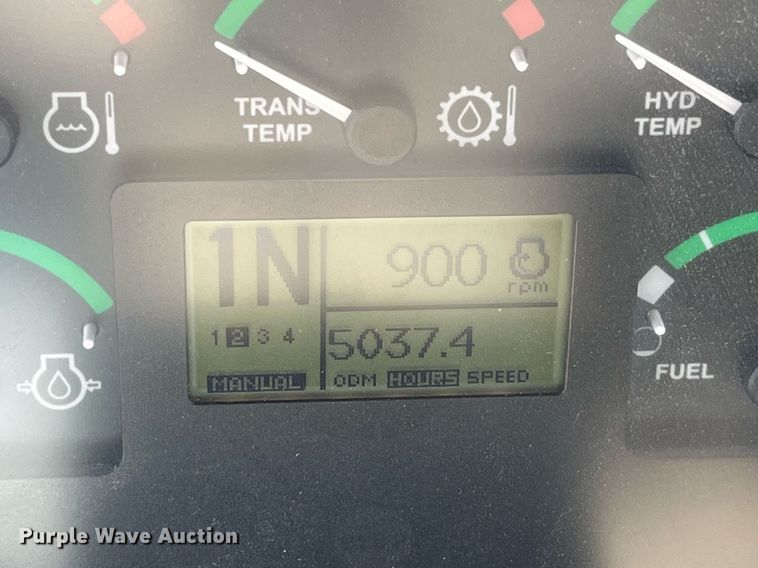 TRANS
TEMP
HYD
TEMP
1N
900
rpm
1 2 3 4
5037.4
MANUAL
ODM HOURS SPEED
FUEL
Purple Wave Auction